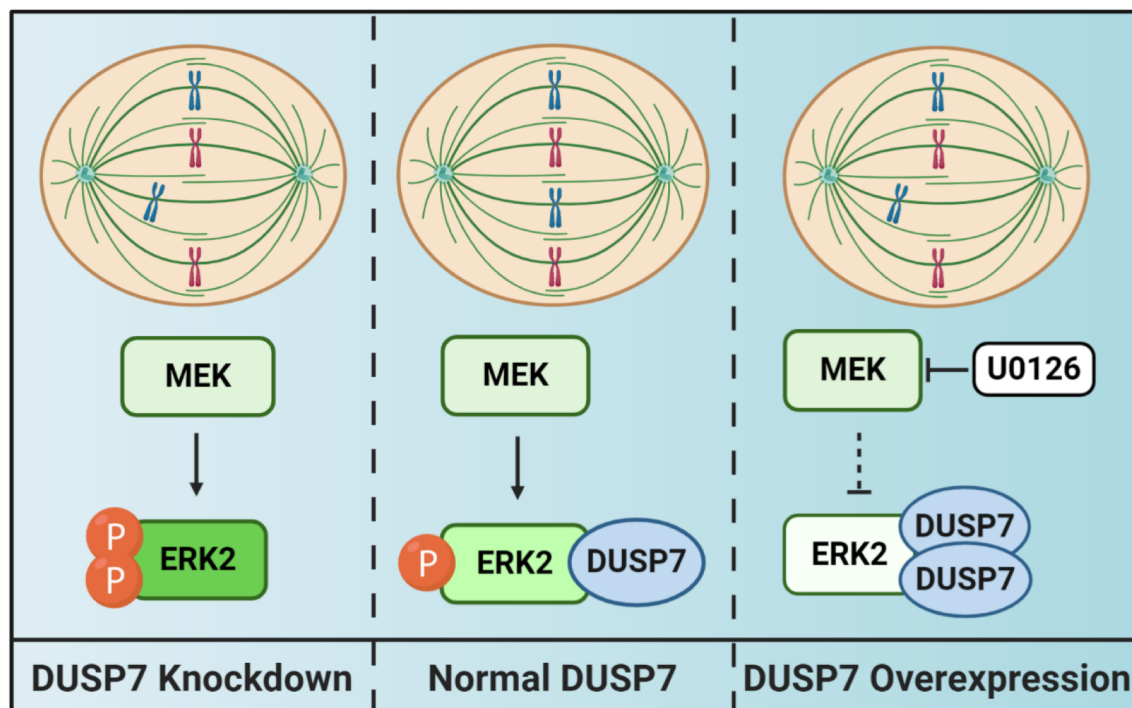 MEK
MEK
MEK
U0126
P
P
ERK2
P
ERK2
DUSP7
ERK2
DUSP7
DUSP7
DUSP7 Knockdown
Normal DUSP7
DUSP7 Overexpression